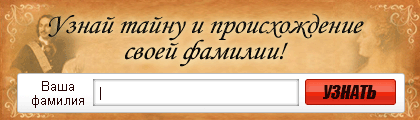 Узнай тайну и происхождение
своей фамилии!
Ваша
фамилия
УЗНАТЬ